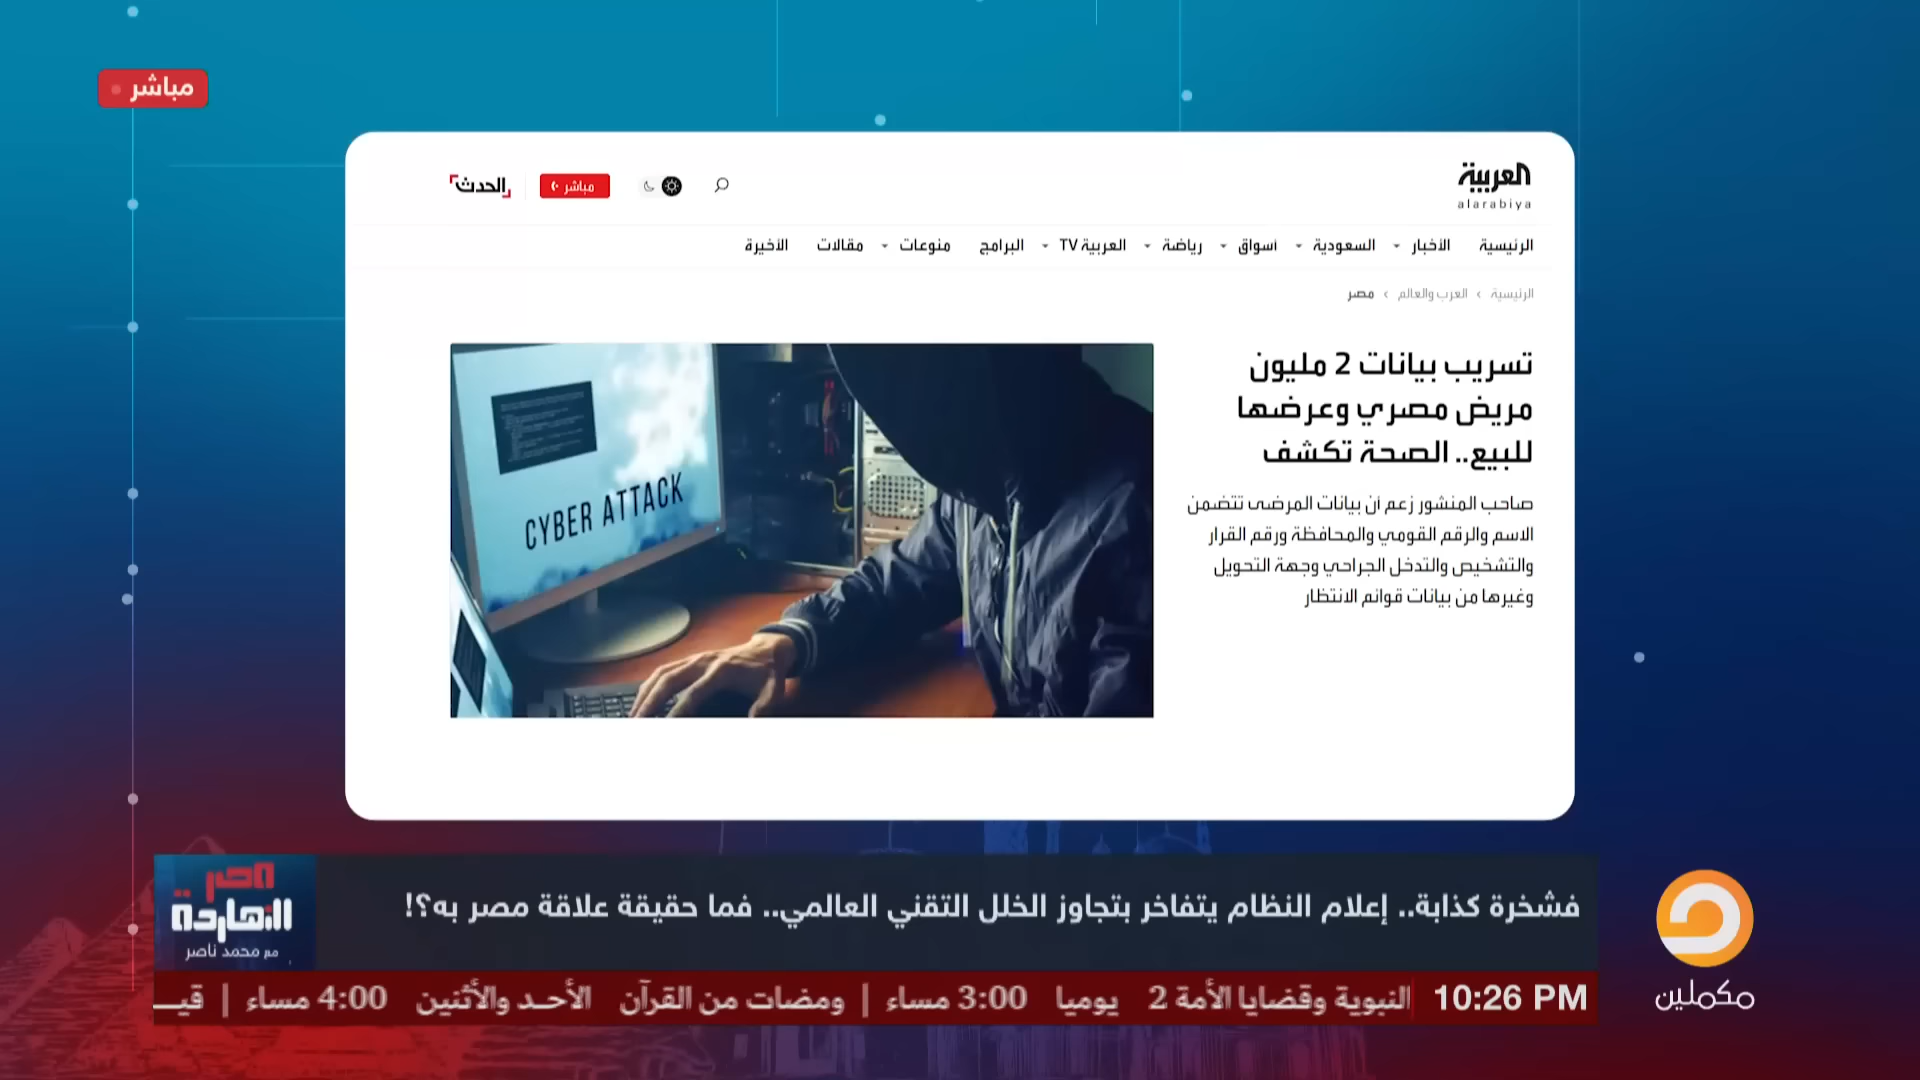 مباشر
العربية
alarabiya
مباشر
الحدث
الرئيسية الأخبار السعودية أسواق رياضة العربية TV البرامج منوعات مقالات الأخيرة
الرئيسية › العرب والعالم › مصر
تسريب بيانات 2 مليون
مريض مصري وعرضها
للبيع.. الصحة تكشف
صاحب المنشور زعم أن بيانات المرضى تتضمن
الاسم والرقم القومي والمحافظة ورقم القرار
والتشخيص والتدخل الجراحي وجهة التحويل
وغيرها من بيانات قوائم الانتظار
CYBER ATTACK
مصر
النهاردة
مع محمد ناصر
فشخرة كذابة.. إعلام النظام يتفاخر بتجاوز الخلل التقني العالمي.. فما حقيقة علاقة مصر به؟!
10:26 PM
النبوية وقضايا الأمة 2 يوميا 3:00 مساء | ومضات من القرآن الأحـد والأثنين 4:00 مساء |
مكملين